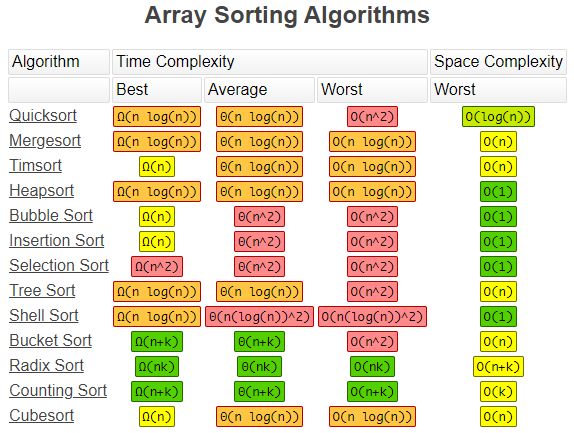 Array Sorting Algorithms
Algorithm Time Complexity Space Complexity
Best Average Worst Worst
Quicksort Ω(n log(n)) θ(n log(n)) O(n^2) O(log(n))
Mergesort Ω(n log(n)) θ(n log(n)) O(n log(n)) O(n)
Timsort Ω(n) θ(n log(n)) O(n log(n)) O(n)
Heapsort Ω(n log(n)) θ(n log(n)) O(n log(n)) O(1)
Bubble Sort Ω(n) θ(n^2) O(n^2) O(1)
Insertion Sort Ω(n) θ(n^2) O(n^2) O(1)
Selection Sort Ω(n^2) θ(n^2) O(n^2) O(1)
Tree Sort Ω(n log(n)) θ(n log(n)) O(n^2) O(n)
Shell Sort Ω(n log(n)) θ(n(log(n))^2) O(n(log(n))^2) O(1)
Bucket Sort Ω(n+k) θ(n+k) O(n^2) O(n)
Radix Sort Ω(nk) θ(nk) O(nk) O(n+k)
Counting Sort Ω(n+k) θ(n+k) O(n+k) O(k)
Cubesort Ω(n) θ(n log(n)) O(n log(n)) O(n)